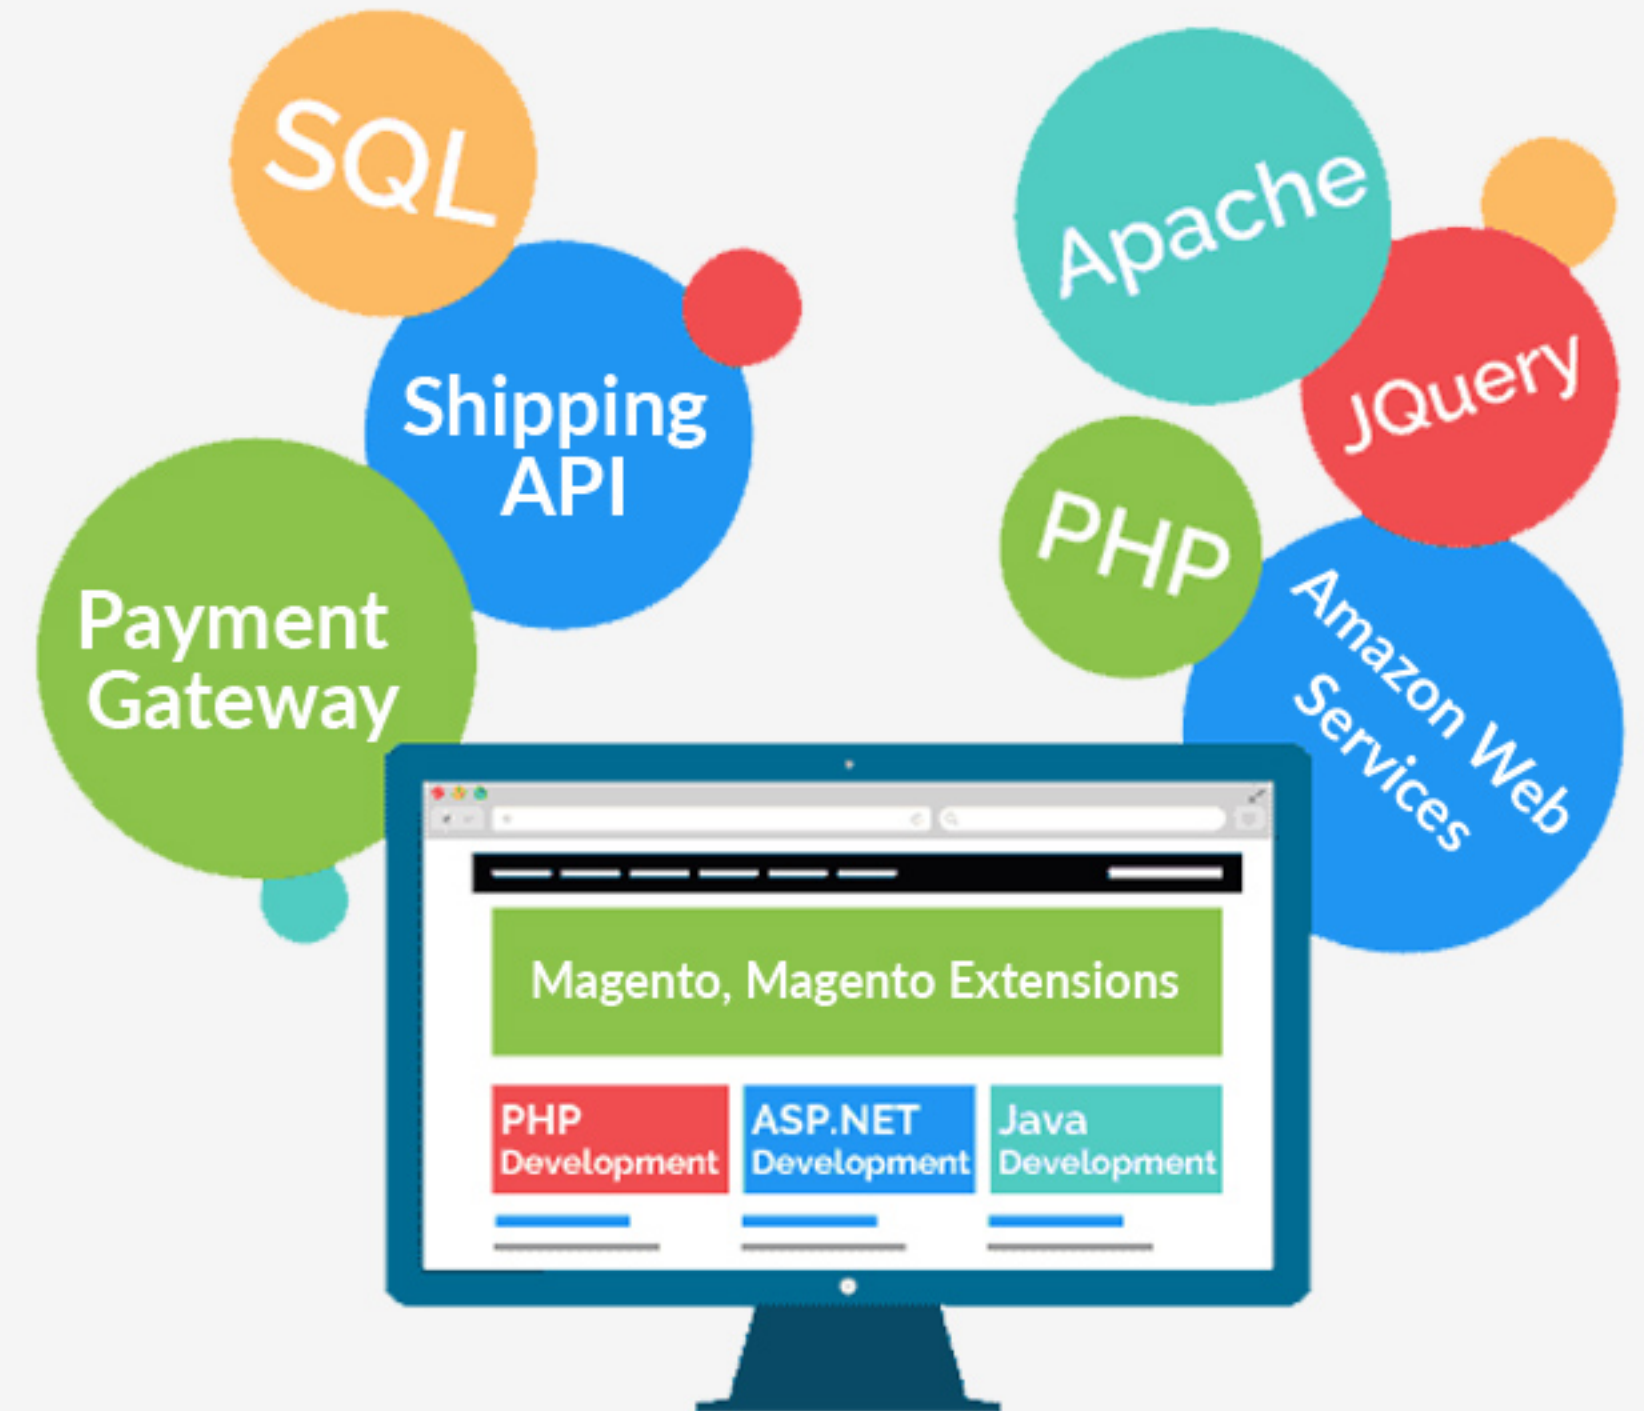 SQL
Shipping
API
Payment
Gateway
Apache
JQuery
PHP
Amazon Web
Services
Magento, Magento Extensions
PHP
Development
ASP.NET
Development
Java
Development